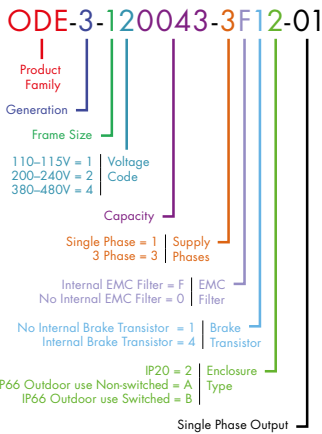 ODE-3-120043-3F12-01
Product
Family
Generation
Frame Size
110–115V = 1 Voltage
200–240V = 2 Code
380–480V = 4
Capacity
Single Phase = 1 Supply
3 Phase = 3 Phases
Internal EMC Filter = F EMC
No Internal EMC Filter = 0 Filter
No Internal Brake Transistor = 1 Brake
Internal Brake Transistor = 4 Transistor
IP20 = 2 Enclosure
IP66 Outdoor use Non-switched = A Type
IP66 Outdoor use Switched = B
Single Phase Output